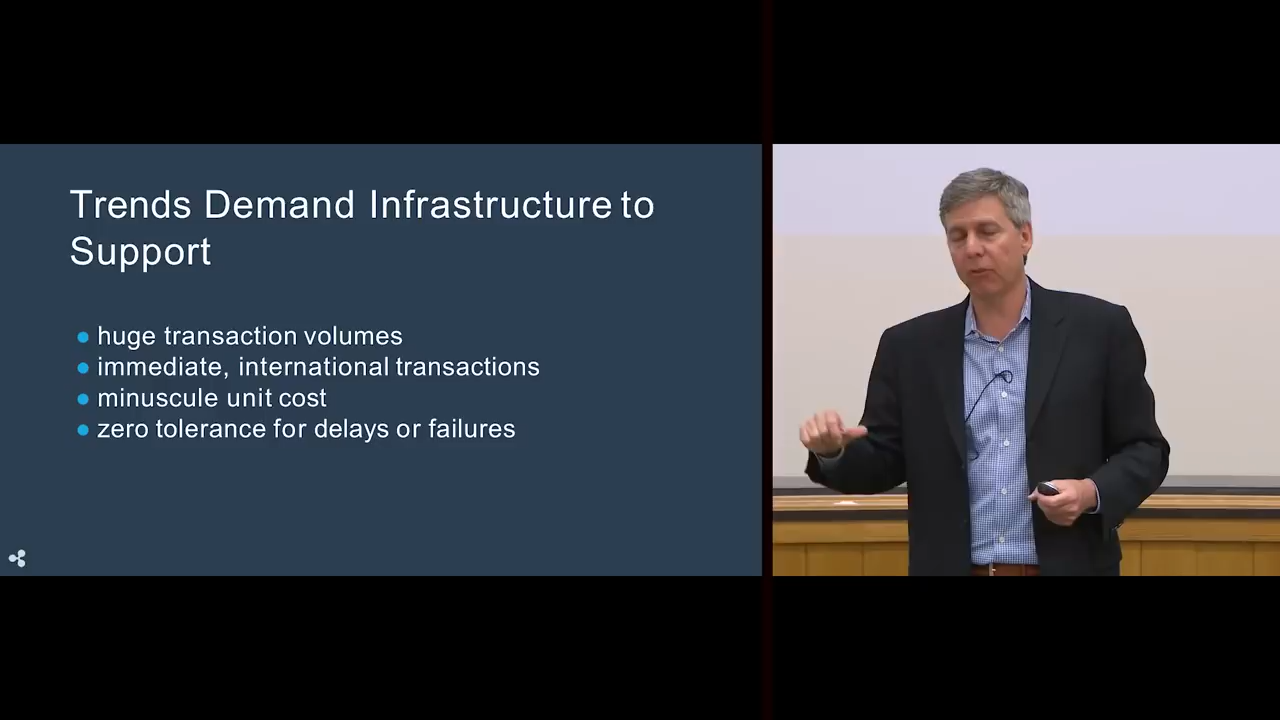 Trends Demand Infrastructure to
Support
huge transaction volumes
immediate, international transactions
minuscule unit cost
zero tolerance for delays or failures